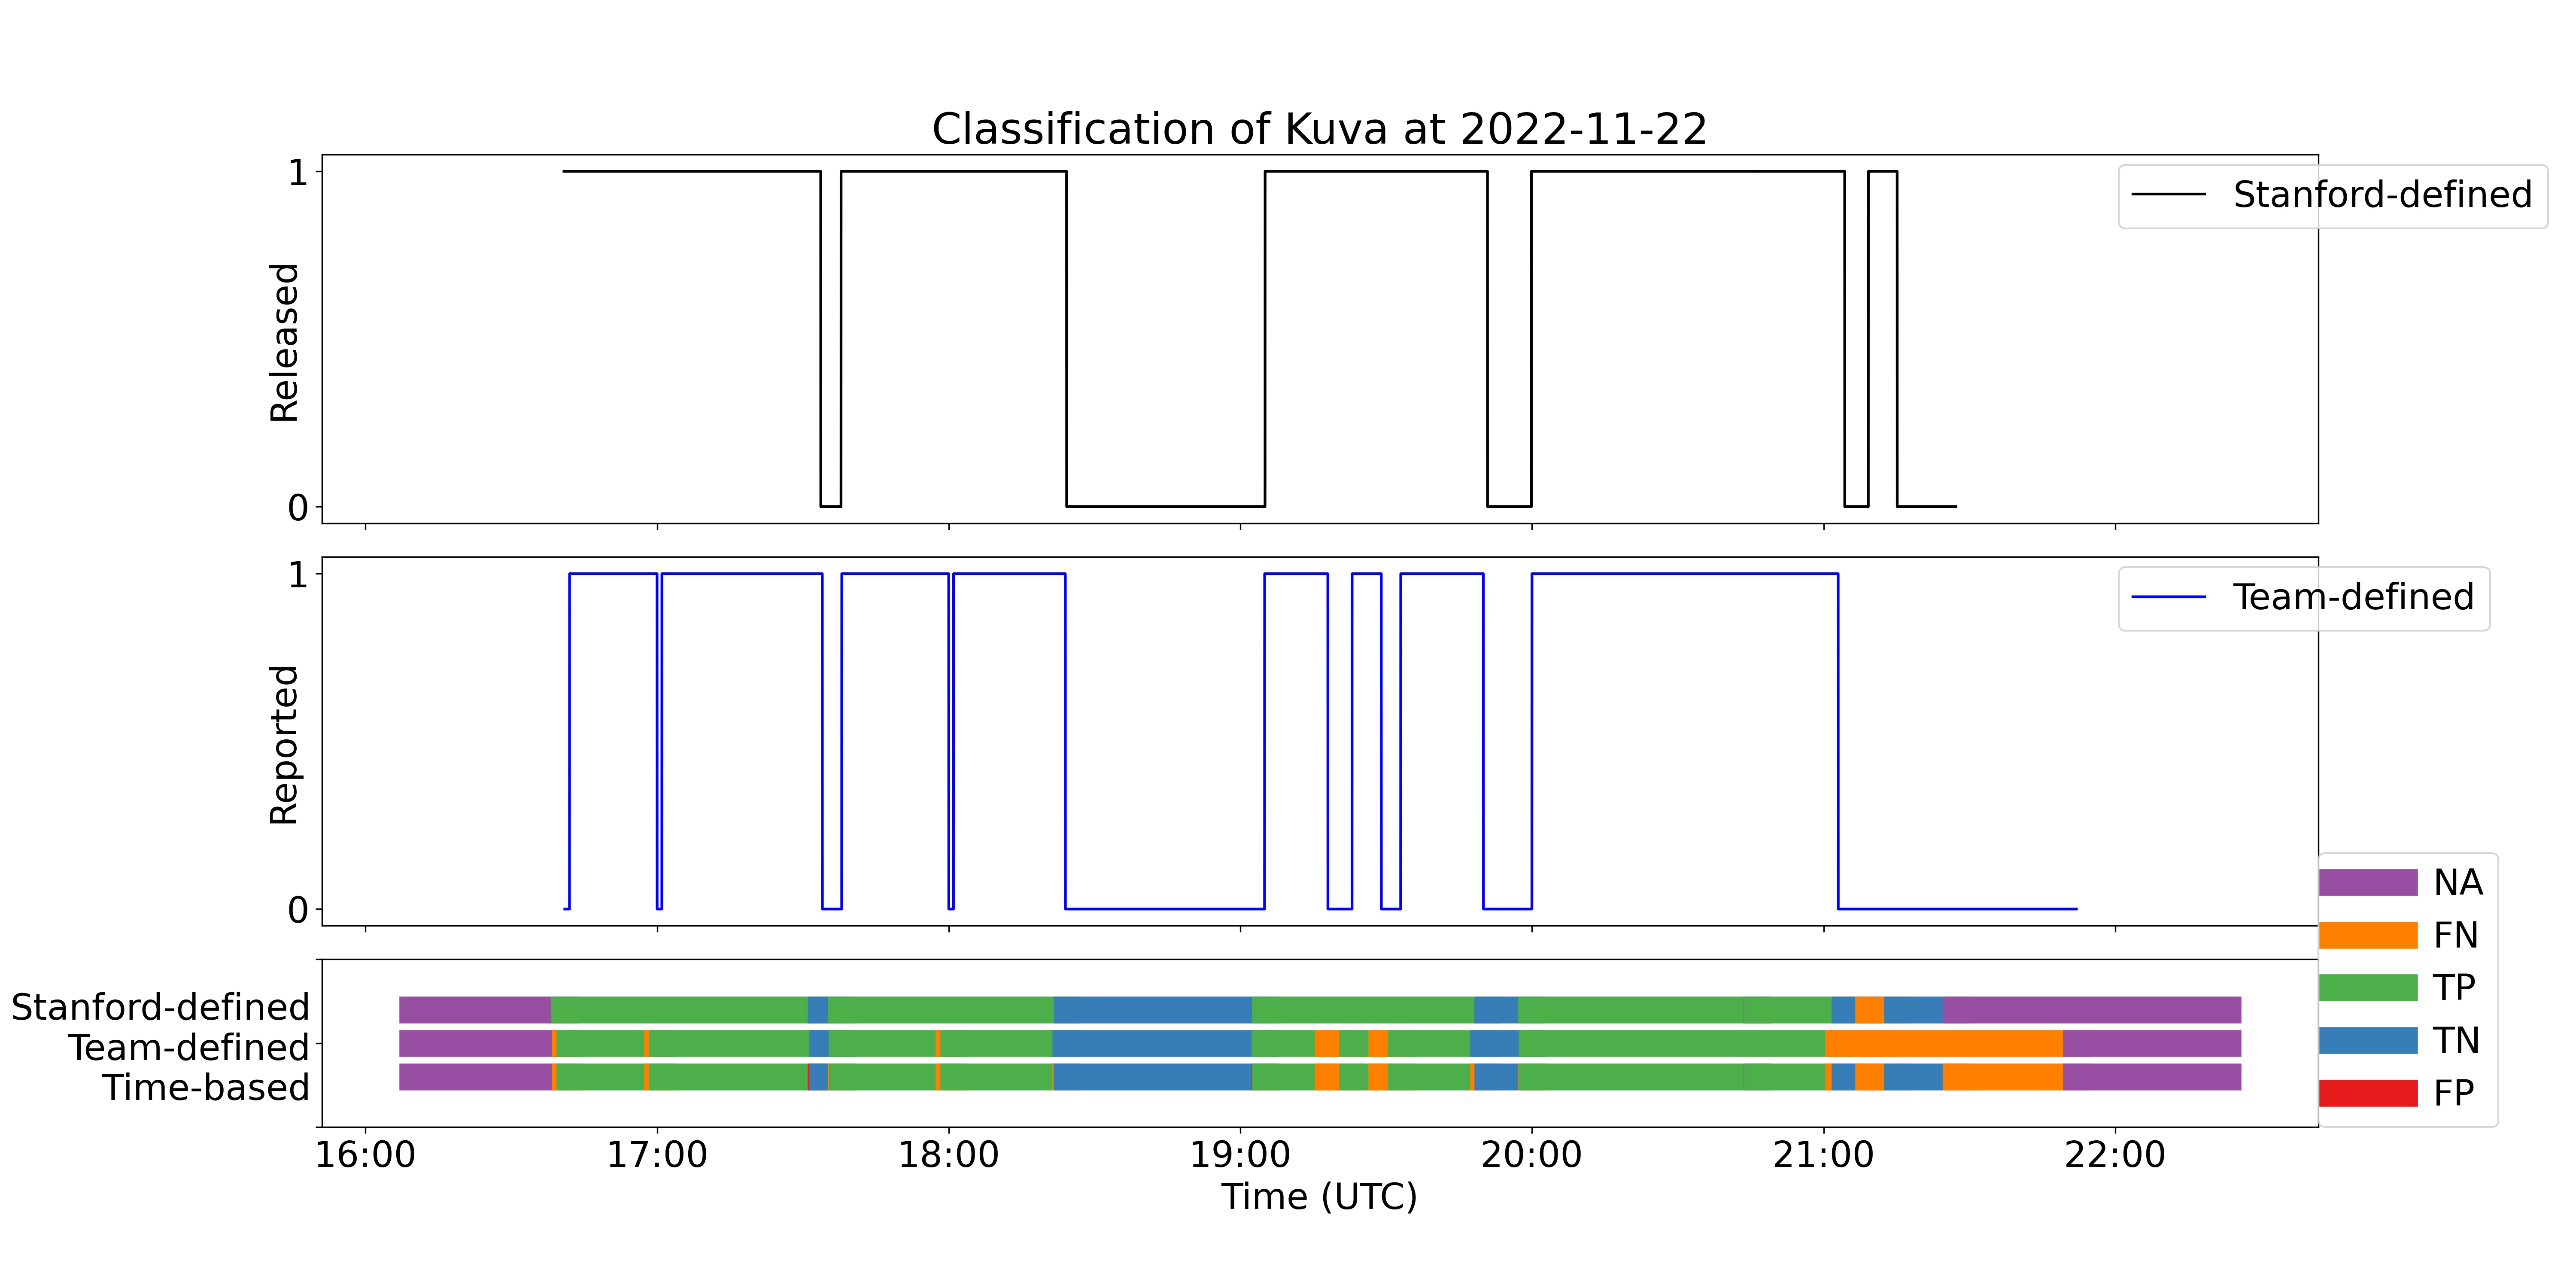 Classification of Kuva at 2022-11-22
1
Released
0
Stanford-defined
1
Reported
0
Team-defined
NA
FN
TP
TN
FP
Stanford-defined
Team-defined
Time-based
16:00 17:00 18:00 19:00 20:00 21:00 22:00
Time (UTC)